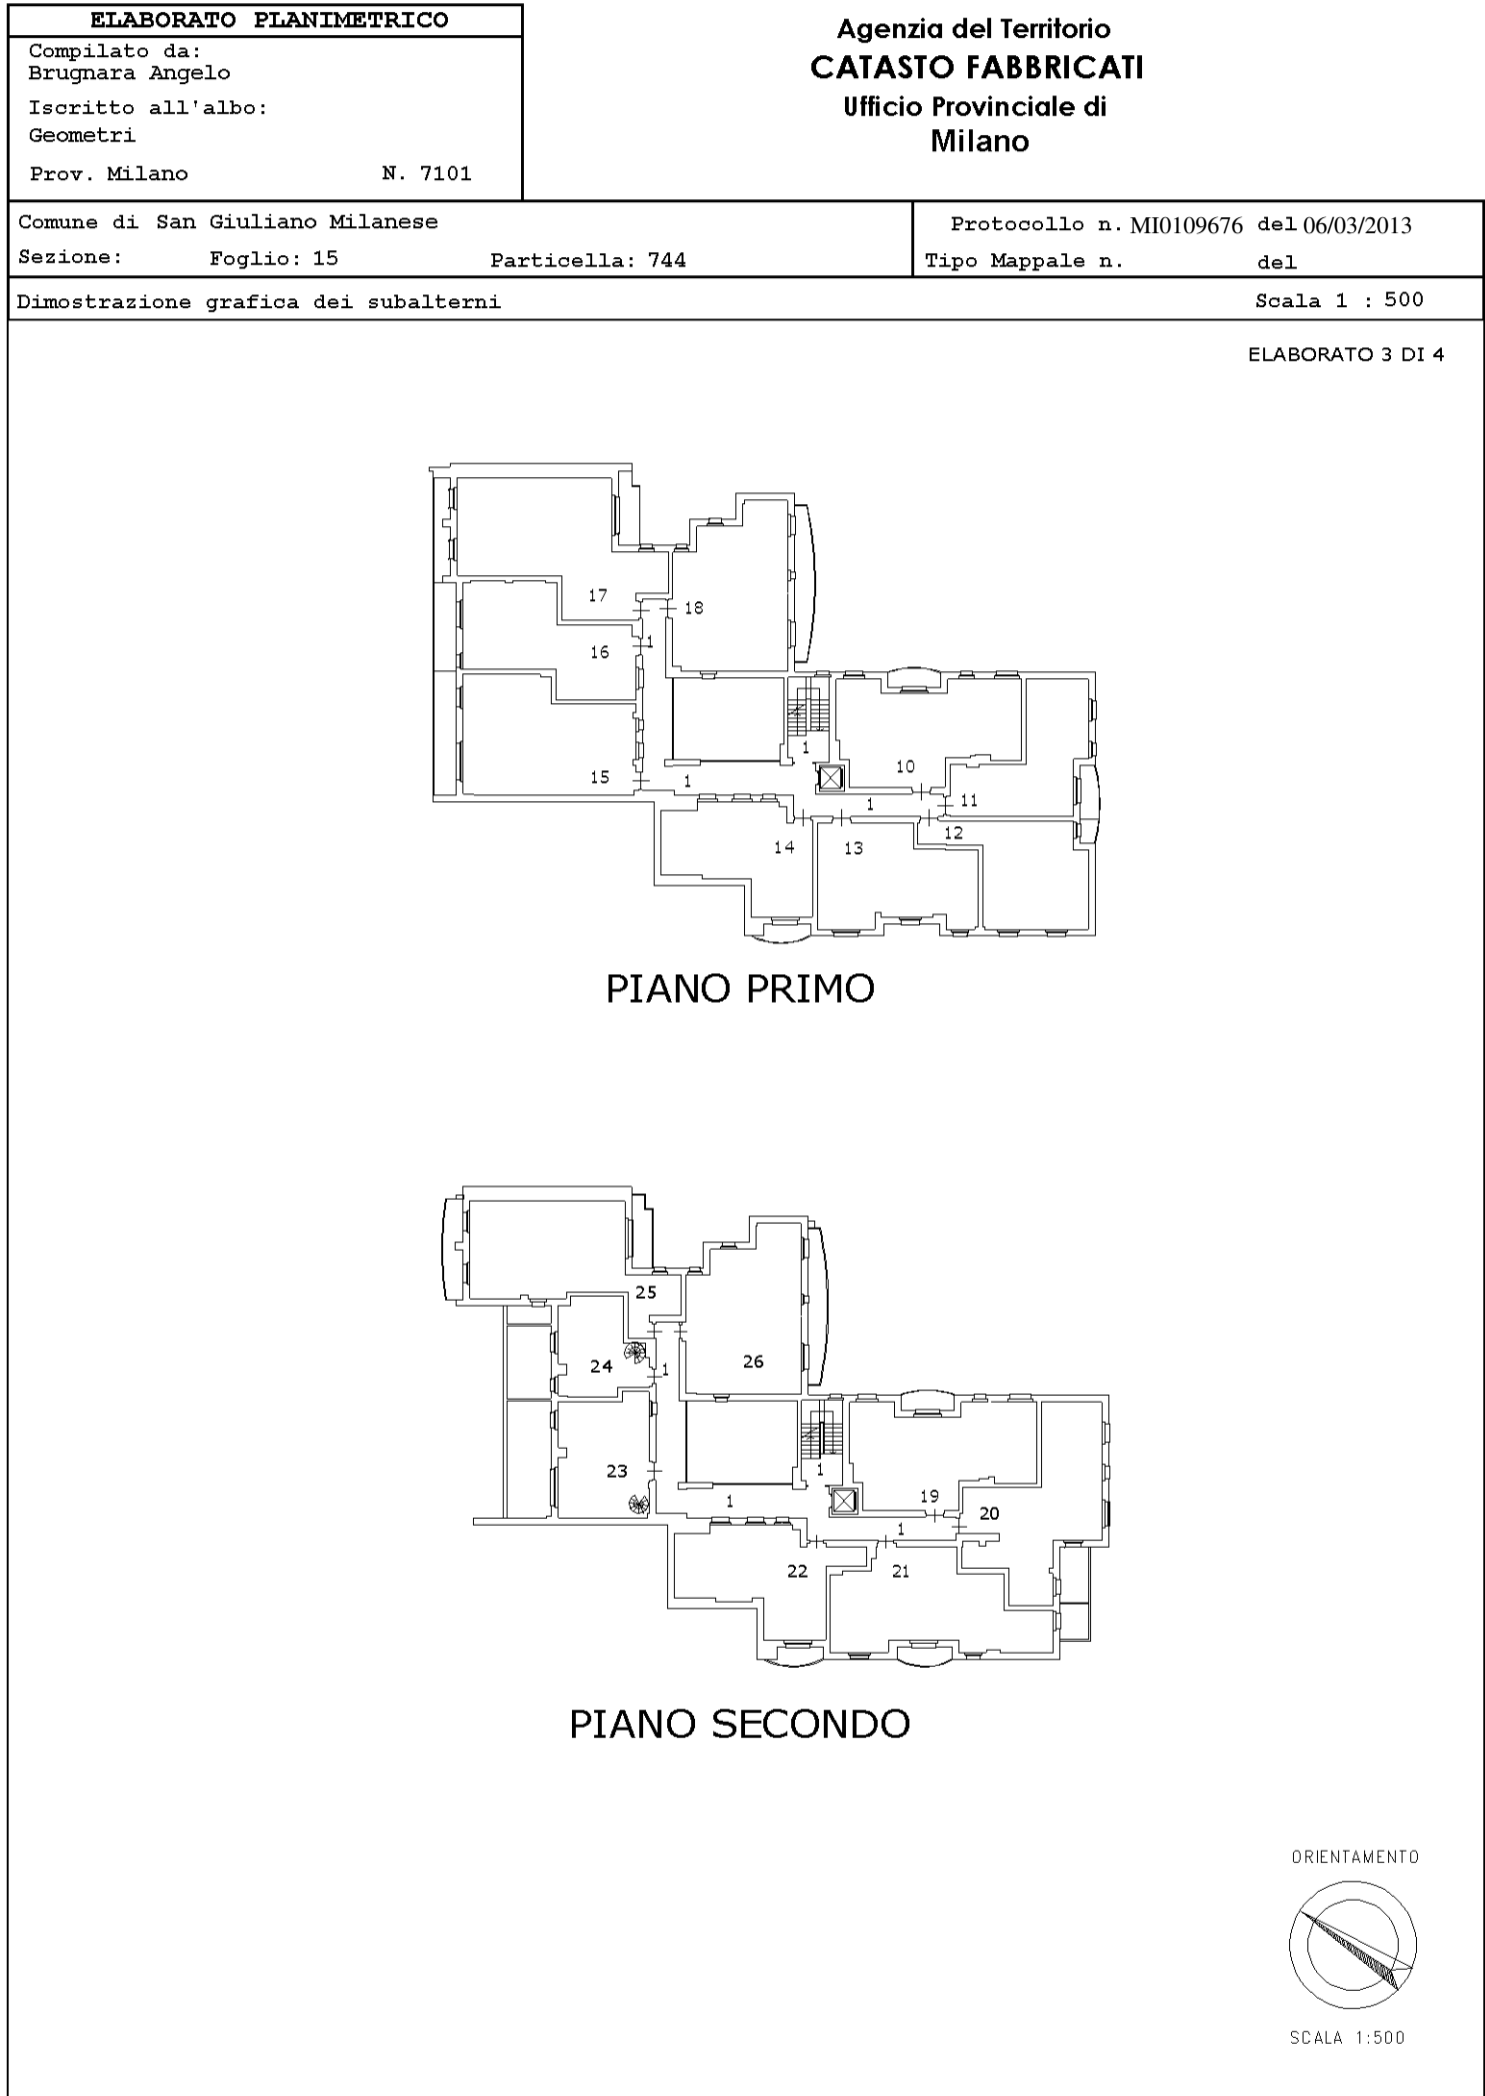 ELABORATO PLANIMETRICO
Compilato da:
Brugnara Angelo
Iscritto all'albo:
Geometri
Prov. Milano N. 7101
Agenzia del Territorio
CATASTO FABBRICATI
Ufficio Provinciale di
Milano
Comune di San Giuliano Milanese
Sezione: Foglio: 15 Particella: 744
Protocollo n. MI0109676 del 06/03/2013
Tipo Mappale n. del
Dimostrazione grafica dei subalterni Scala 1 : 500
ELABORATO 3 DI 4
17
18
1
16
1
15
1
10
1
11
12
14
13
PIANO PRIMO
25
24
1
26
23
1
1
19
20
1
22
21
PIANO SECONDO
ORIENTAMENTO
SCALA 1:500